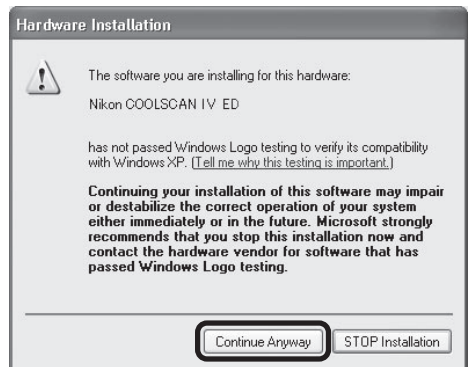 Hardware Installation
The software you are installing for this hardware:
Nikon COOLSCAN IV ED
has not passed Windows Logo testing to verify its compatibility
with Windows XP. (Tell me why this testing is important.)
Continuing your installation of this software may impair
or destabilize the correct operation of your system
either immediately or in the future. Microsoft strongly
recommends that you stop this installation now and
contact the hardware vendor for software that has
passed Windows Logo testing.
Continue Anyway STOP Installation